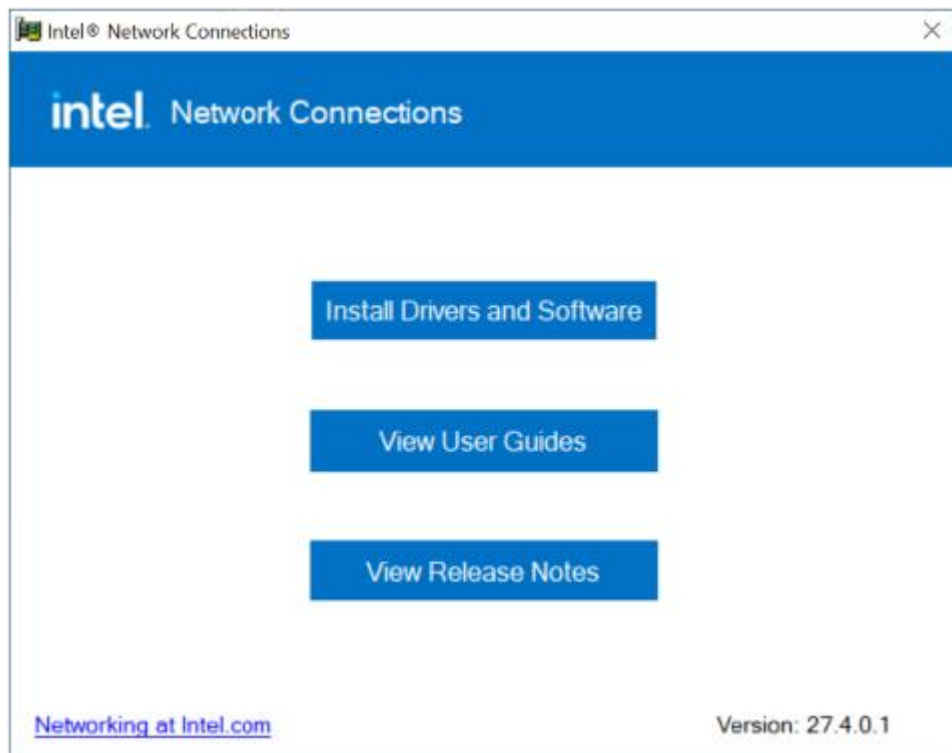 Intel® Network Connections
intel. Network Connections
Install Drivers and Software
View User Guides
View Release Notes
Networking at Intel.com
Version: 27.4.0.1